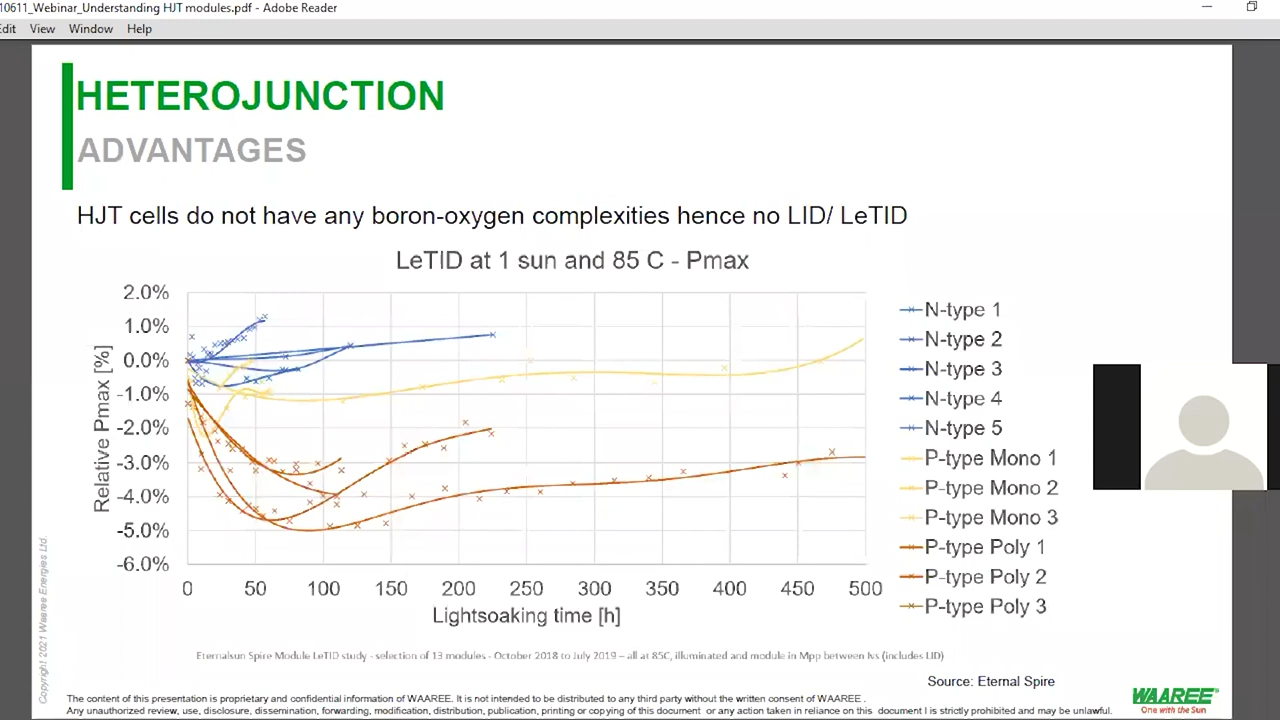 10611_Webinar_Understanding HJT modules.pdf - Adobe Reader
Edit View Window Help
HETEROJUNCTION
ADVANTAGES
HJT cells do not have any boron-oxygen complexities hence no LID/ LeTID
LeTID at 1 sun and 85 C - Pmax
2.0%
1.0%
0.0%
-1.0%
-2.0%
-3.0%
-4.0%
-5.0%
-6.0%
Relative Pmax [%]
0 50 100 150 200 250 300 350 400 450 500
Lightsoaking time [h]
N-type 1
N-type 2
N-type 3
N-type 4
N-type 5
P-type Mono 1
P-type Mono 2
P-type Mono 3
P-type Poly 1
P-type Poly 2
P-type Poly 3
Eternalsun Spire Module LeTID study - selection of 13 modules - October 2018 to July 2019 – all at 85C, illuminated and module in Mpp between Ivs (includes LID)
Source: Eternal Spire
Copyright 2021 Waaree Energies Ltd.
The content of this presentation is proprietary and confidential information of WAAREE. It is not intended to be distributed to any third party without the written consent of WAAREE .
Any unauthorized review, use, disclosure, dissemination, forwarding, modification, distribution, publication, printing or copying of this document or any action taken in reliance on this document I is strictly prohibited and may be unlawful.
WAAREE
One with the Sun